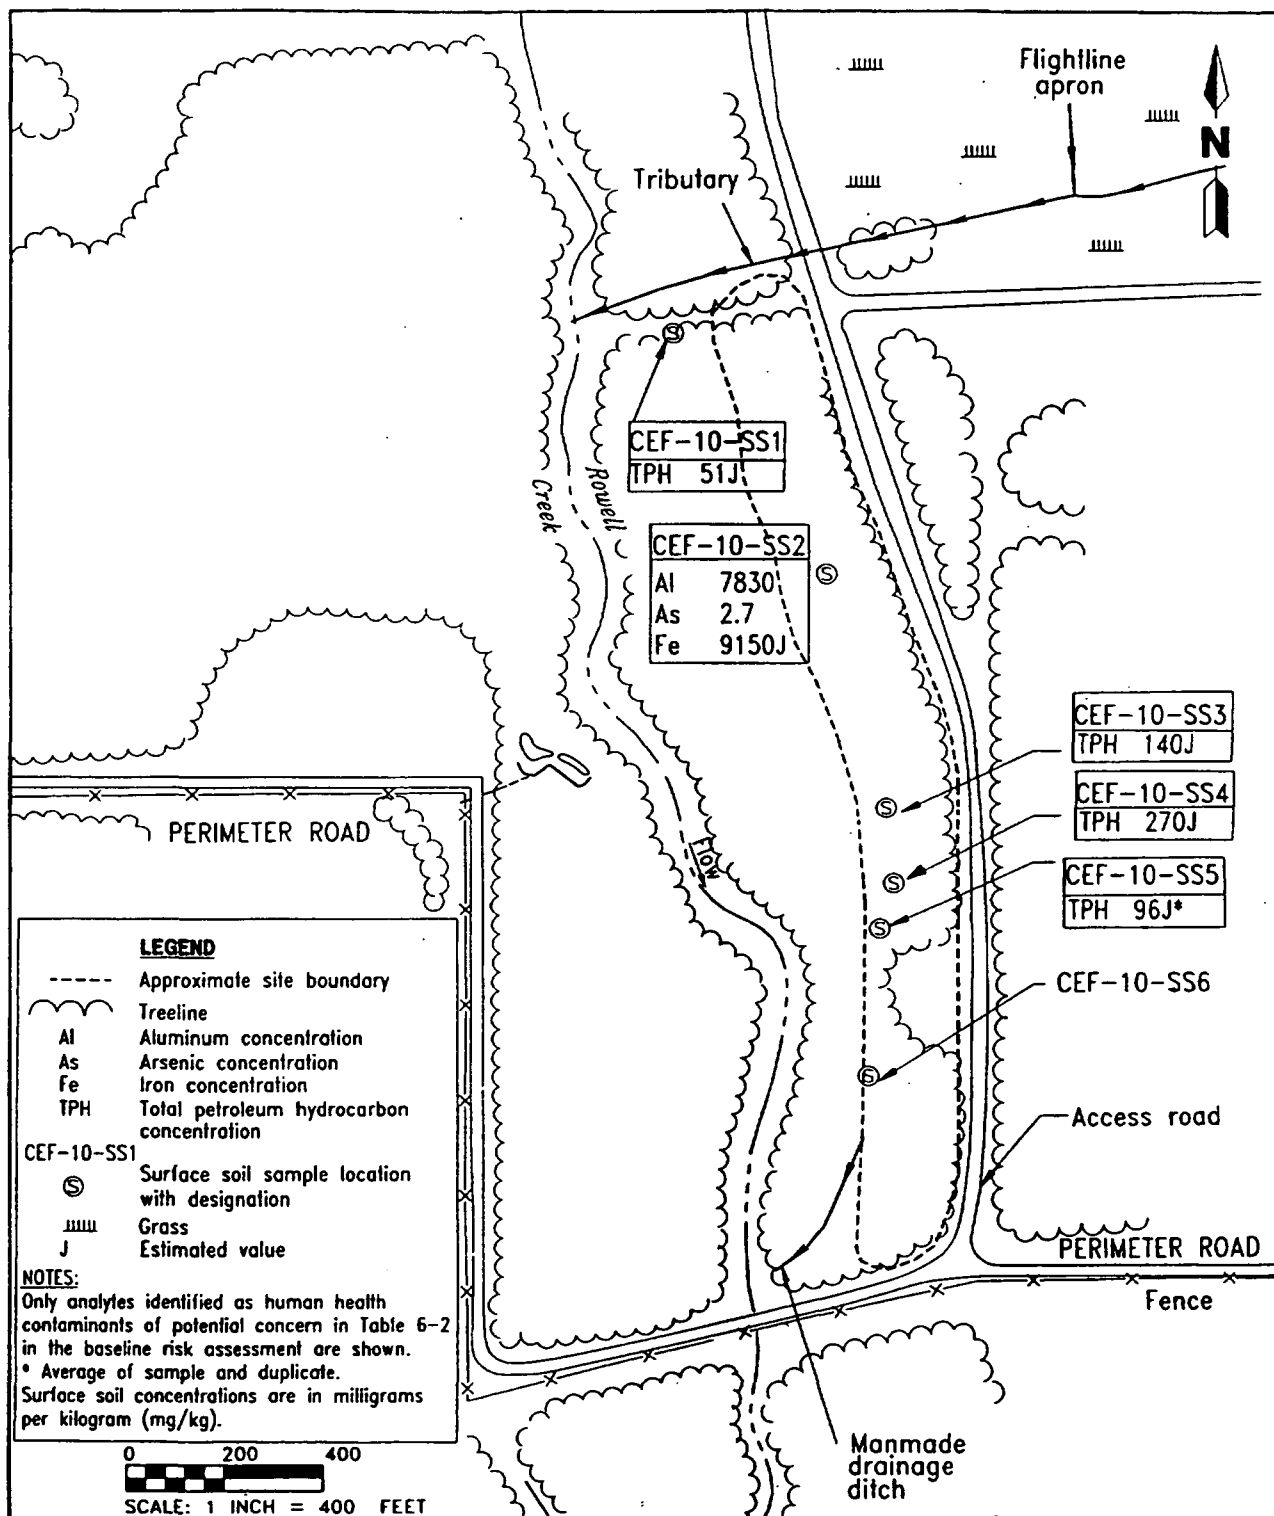 Flightline
apron
N
Tributary
CEF-10-SS1
TPH 51J
Rowell
Creek
CEF-10-SS2
Al 7830
As 2.7
Fe 9150J
CEF-10-SS3
TPH 140J
CEF-10-SS4
TPH 270J
CEF-10-SS5
TPH 96J*
CEF-10-SS6
PERIMETER ROAD
Flow
Access road
PERIMETER ROAD
Fence
Manmade
drainage
ditch
LEGEND
Approximate site boundary
Treeline
Al Aluminum concentration
As Arsenic concentration
Fe Iron concentration
TPH Total petroleum hydrocarbon
concentration
CEF-10-SS1
S Surface soil sample location
with designation
Grass
J Estimated value
NOTES:
Only analytes identified as human health
contaminants of potential concern in Table 6-2
in the baseline risk assessment are shown.
* Average of sample and duplicate.
Surface soil concentrations are in milligrams
per kilogram (mg/kg).
0 200 400
SCALE: 1 INCH = 400 FEET
S
S
S
S
S
S